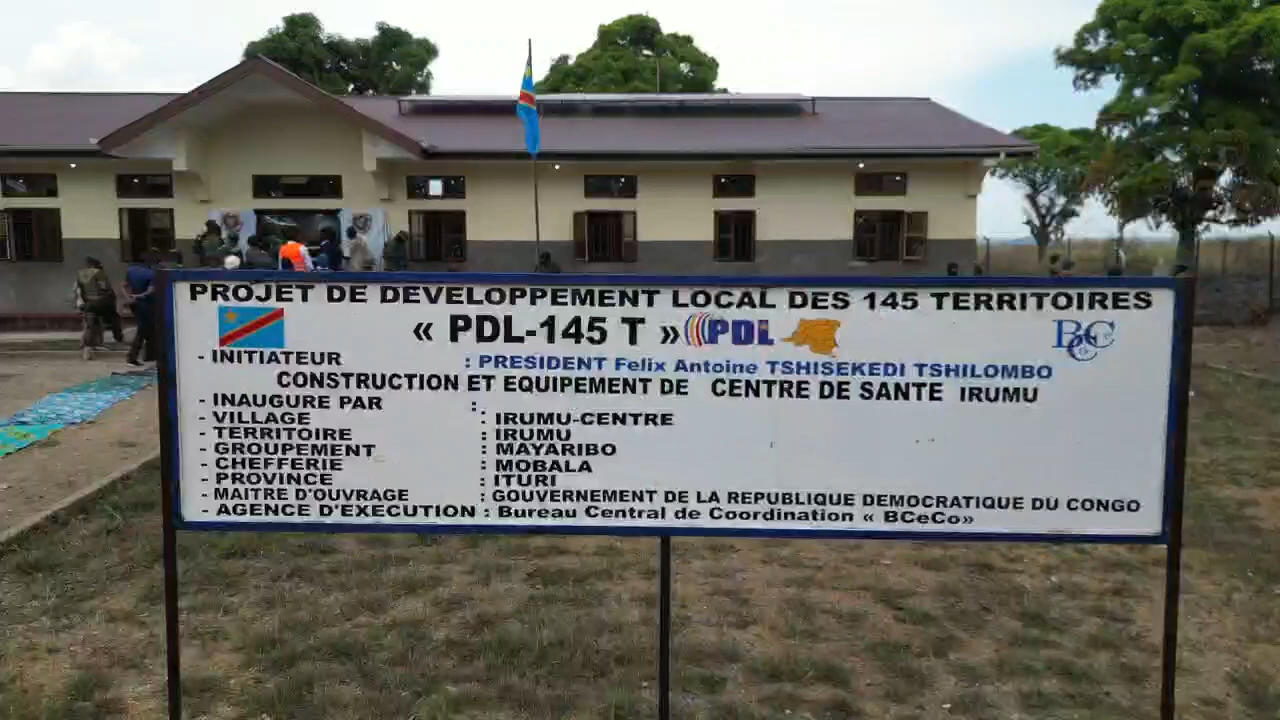 PROJET DE DEVELOPPEMENT LOCAL DES 145 TERRITOIRES
« PDL-145 T » PDL BCeCo
- INITIATEUR : PRESIDENT Felix Antoine TSHISEKEDI TSHILOMBO
CONSTRUCTION ET EQUIPEMENT DE CENTRE DE SANTE IRUMU
- INAUGURE PAR :
- VILLAGE : IRUMU-CENTRE
- TERRITOIRE : IRUMU
- GROUPEMENT : MAYARIBO
- CHEFFERIE : MOBALA
- PROVINCE : ITURI
- MAITRE D'OUVRAGE : GOUVERNEMENT DE LA REPUBLIQUE DEMOCRATIQUE DU CONGO
- AGENCE D'EXECUTION : Bureau Central de Coordination « BCeCo»